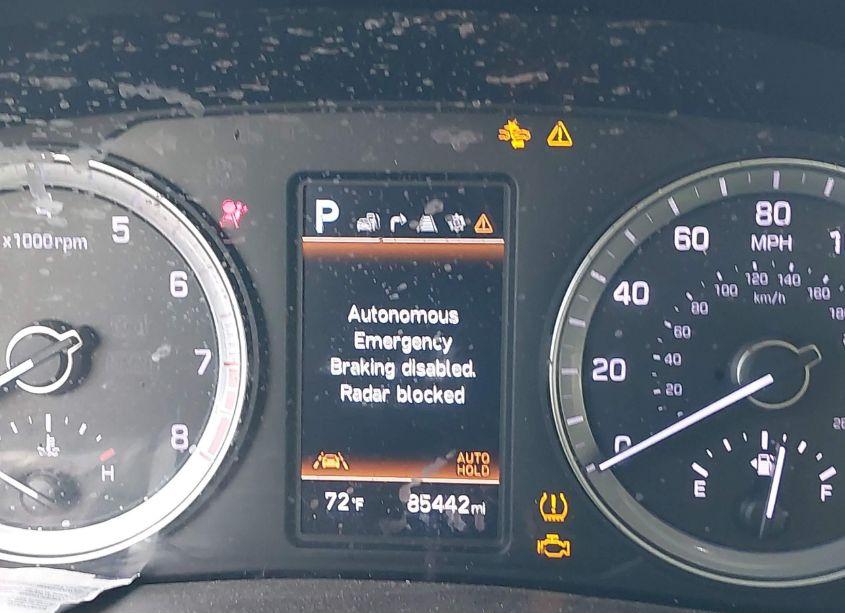 x1000rpm
5
6
7
8
H
P
Autonomous
Emergency
Braking disabled.
Radar blocked
AUTO
HOLD
72°F
85442mi
0
20
40
60
80
MPH
20
40
60
80
100
120
140
160
km/h
E
F